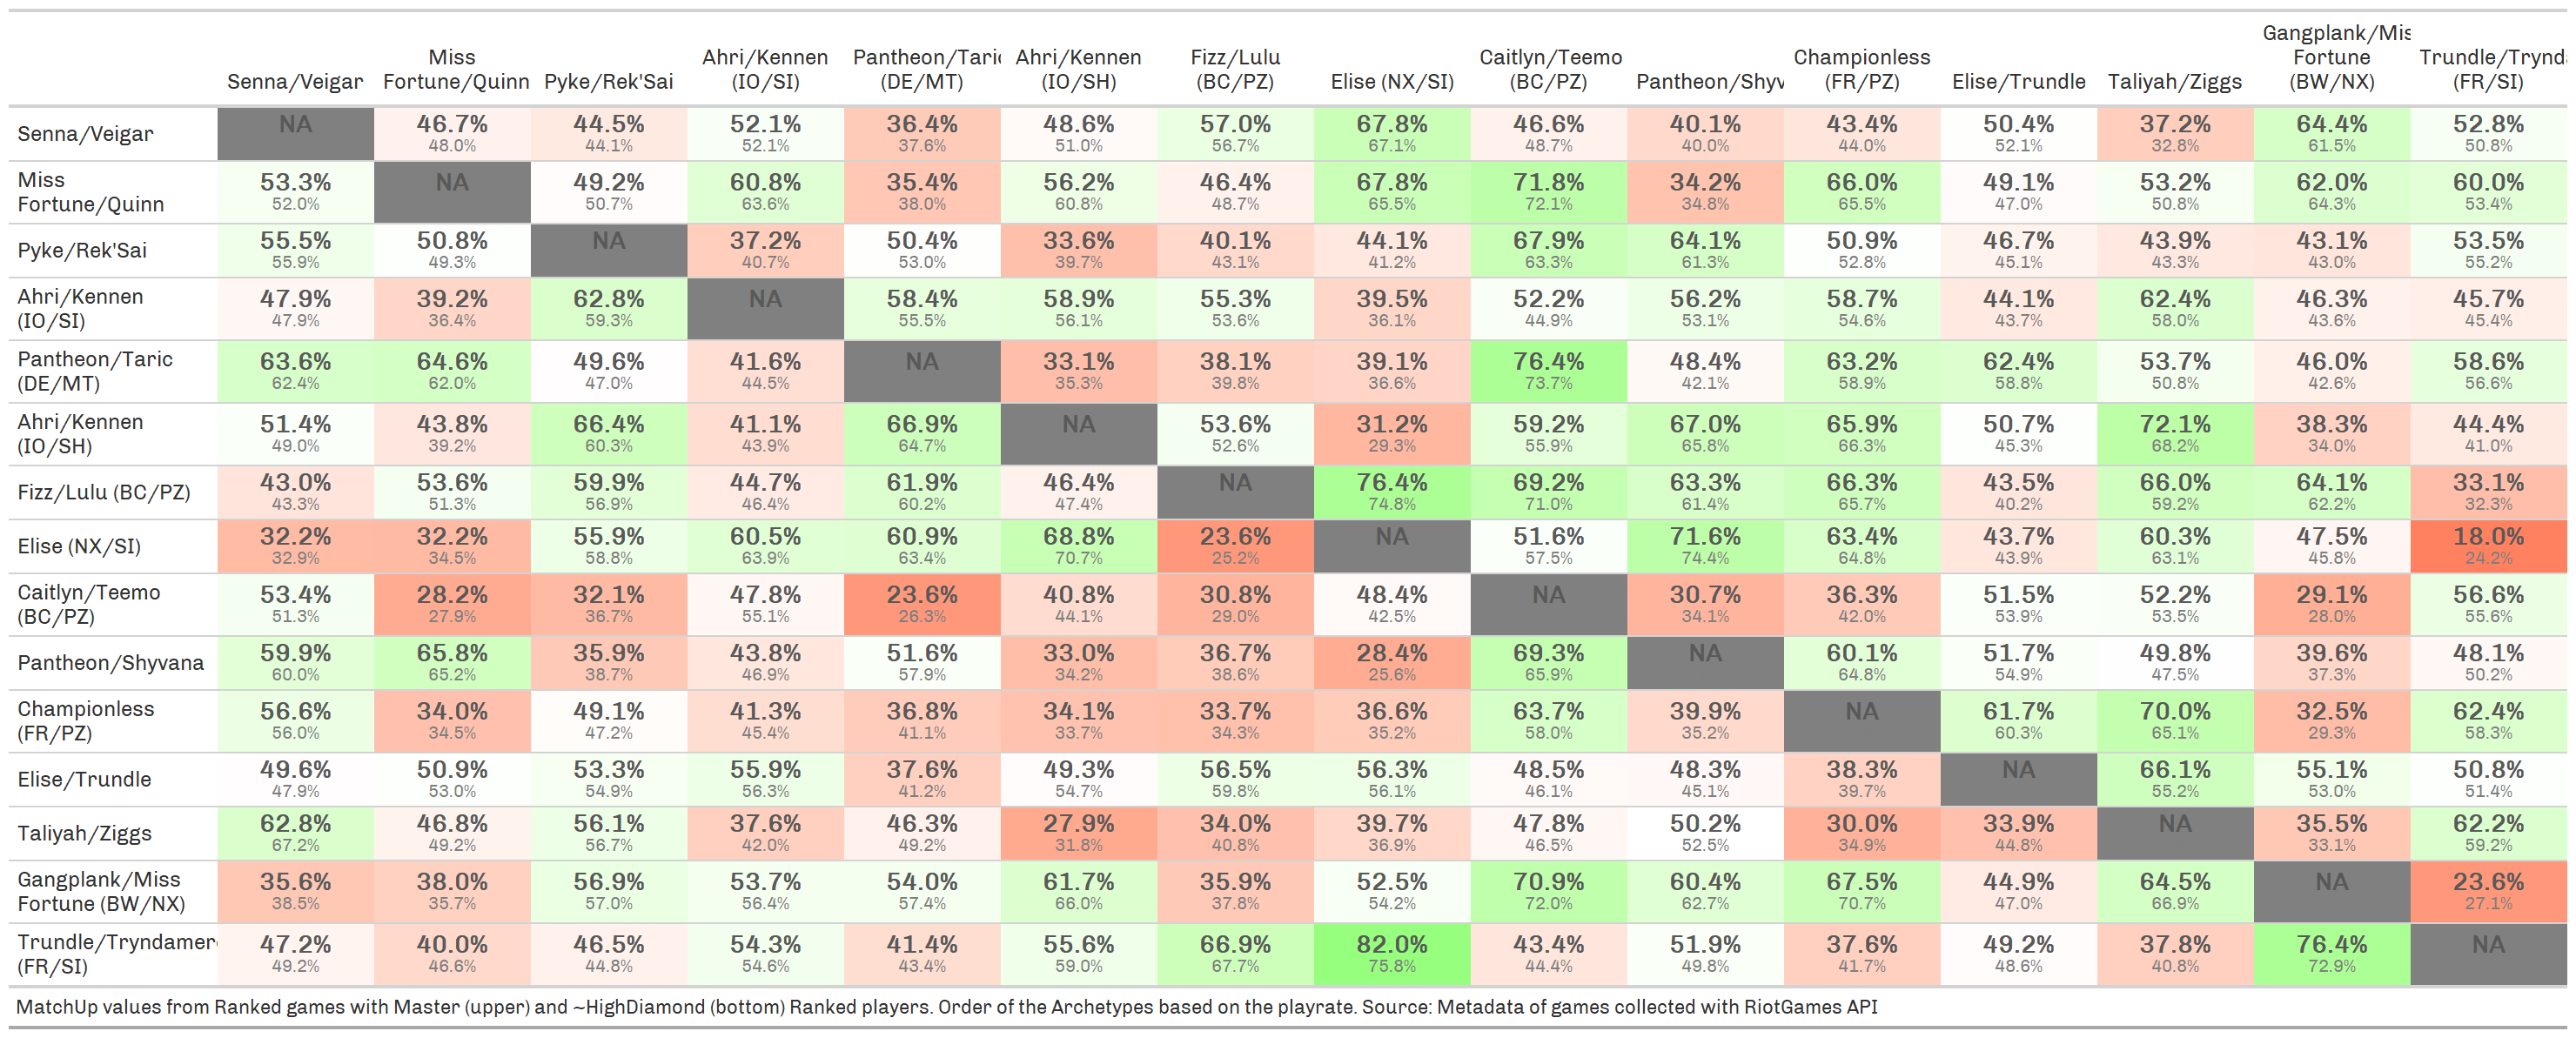 Senna/Veigar Miss Fortune/Quinn Pyke/Rek'Sai Ahri/Kennen (IO/SI) Pantheon/Taric (DE/MT) Ahri/Kennen (IO/SH) Fizz/Lulu (BC/PZ) Elise (NX/SI) Caitlyn/Teemo (BC/PZ) Pantheon/Shyv Championless (FR/PZ) Elise/Trundle Taliyah/Ziggs Gangplank/Mis Fortune (BW/NX) Trundle/Trynd (FR/SI)
Senna/Veigar NA 46.7% 44.5% 52.1% 36.4% 48.6% 57.0% 67.8% 46.6% 40.1% 43.4% 50.4% 37.2% 64.4% 52.8%
48.0% 44.1% 52.1% 37.6% 51.0% 56.7% 67.1% 48.7% 40.0% 44.0% 52.1% 32.8% 61.5% 50.8%
Miss Fortune/Quinn 53.3% NA 49.2% 60.8% 35.4% 56.2% 46.4% 67.8% 71.8% 34.2% 66.0% 49.1% 53.2% 62.0% 60.0%
52.0% 50.7% 63.6% 38.0% 60.8% 48.7% 65.5% 72.1% 34.8% 65.5% 47.0% 50.8% 64.3% 53.4%
Pyke/Rek'Sai 55.5% 50.8% NA 37.2% 50.4% 33.6% 40.1% 44.1% 67.9% 64.1% 50.9% 46.7% 43.9% 43.1% 53.5%
55.9% 49.3% 40.7% 53.0% 39.7% 43.1% 41.2% 63.3% 61.3% 52.8% 45.1% 43.3% 43.0% 55.2%
Ahri/Kennen (IO/SI) 47.9% 39.2% 62.8% NA 58.4% 58.9% 55.3% 39.5% 52.2% 56.2% 58.7% 44.1% 62.4% 46.3% 45.7%
47.9% 36.4% 59.3% 55.5% 56.1% 53.6% 36.1% 44.9% 53.1% 54.6% 43.7% 58.0% 43.6% 45.4%
Pantheon/Taric (DE/MT) 63.6% 64.6% 49.6% 41.6% NA 33.1% 38.1% 39.1% 76.4% 48.4% 63.2% 62.4% 53.7% 46.0% 58.6%
62.4% 62.0% 47.0% 44.5% 35.3% 39.8% 36.6% 73.7% 42.1% 58.9% 58.8% 50.8% 42.6% 56.6%
Ahri/Kennen (IO/SH) 51.4% 43.8% 66.4% 41.1% 66.9% NA 53.6% 31.2% 59.2% 67.0% 65.9% 50.7% 72.1% 38.3% 44.4%
49.0% 39.2% 60.3% 43.9% 64.7% 52.6% 29.3% 55.9% 65.8% 66.3% 45.3% 68.2% 34.0% 41.0%
Fizz/Lulu (BC/PZ) 43.0% 53.6% 59.9% 44.7% 61.9% 46.4% NA 76.4% 69.2% 63.3% 66.3% 43.5% 66.0% 64.1% 33.1%
43.3% 51.3% 56.9% 46.4% 60.2% 47.4% 74.8% 71.0% 61.4% 65.7% 40.2% 59.2% 62.2% 32.3%
Elise (NX/SI) 32.2% 32.2% 55.9% 60.5% 60.9% 68.8% 23.6% NA 51.6% 71.6% 63.4% 43.7% 60.3% 47.5% 18.0%
32.9% 34.5% 58.8% 63.9% 63.4% 70.7% 25.2% 57.5% 74.4% 64.8% 43.9% 63.1% 45.8% 24.2%
Caitlyn/Teemo (BC/PZ) 53.4% 28.2% 32.1% 47.8% 23.6% 40.8% 30.8% 48.4% NA 30.7% 36.3% 51.5% 52.2% 29.1% 56.6%
51.3% 27.9% 36.7% 55.1% 26.3% 44.1% 29.0% 42.5% 34.1% 42.0% 53.9% 53.5% 28.0% 55.6%
Pantheon/Shyvana 59.9% 65.8% 35.9% 43.8% 51.6% 33.0% 36.7% 28.4% 69.3% NA 60.1% 51.7% 49.8% 39.6% 48.1%
60.0% 65.2% 38.7% 46.9% 57.9% 34.2% 38.6% 25.6% 65.9% 64.8% 54.9% 47.5% 37.3% 50.2%
Championless (FR/PZ) 56.6% 34.0% 49.1% 41.3% 36.8% 34.1% 33.7% 36.6% 63.7% 39.9% NA 61.7% 70.0% 32.5% 62.4%
56.0% 34.5% 47.2% 45.4% 41.1% 33.7% 34.3% 35.2% 58.0% 35.2% 60.3% 65.1% 29.3% 58.3%
Elise/Trundle 49.6% 50.9% 53.3% 55.9% 37.6% 49.3% 56.5% 56.3% 48.5% 48.3% 38.3% NA 66.1% 55.1% 50.8%
47.9% 53.0% 54.9% 56.3% 41.2% 54.7% 59.8% 56.1% 46.1% 45.1% 39.7% 55.2% 53.0% 51.4%
Taliyah/Ziggs 62.8% 46.8% 56.1% 37.6% 46.3% 27.9% 34.0% 39.7% 47.8% 50.2% 30.0% 33.9% NA 35.5% 62.2%
67.2% 49.2% 56.7% 42.0% 49.2% 31.8% 40.8% 36.9% 46.5% 52.5% 34.9% 44.8% 33.1% 59.2%
Gangplank/Miss Fortune (BW/NX) 35.6% 38.0% 56.9% 53.7% 54.0% 61.7% 35.9% 52.5% 70.9% 60.4% 67.5% 44.9% 64.5% NA 23.6%
38.5% 35.7% 57.0% 56.4% 57.4% 66.0% 37.8% 54.2% 72.0% 62.7% 70.7% 47.0% 66.9% 27.1%
Trundle/Tryndamer (FR/SI) 47.2% 40.0% 46.5% 54.3% 41.4% 55.6% 66.9% 82.0% 43.4% 51.9% 37.6% 49.2% 37.8% 76.4% NA
49.2% 46.6% 44.8% 54.6% 43.4% 59.0% 67.7% 75.8% 44.4% 49.8% 41.7% 48.6% 40.8% 72.9%
MatchUp values from Ranked games with Master (upper) and ~HighDiamond (bottom) Ranked players. Order of the Archetypes based on the playrate. Source: Metadata of games collected with RiotGames API